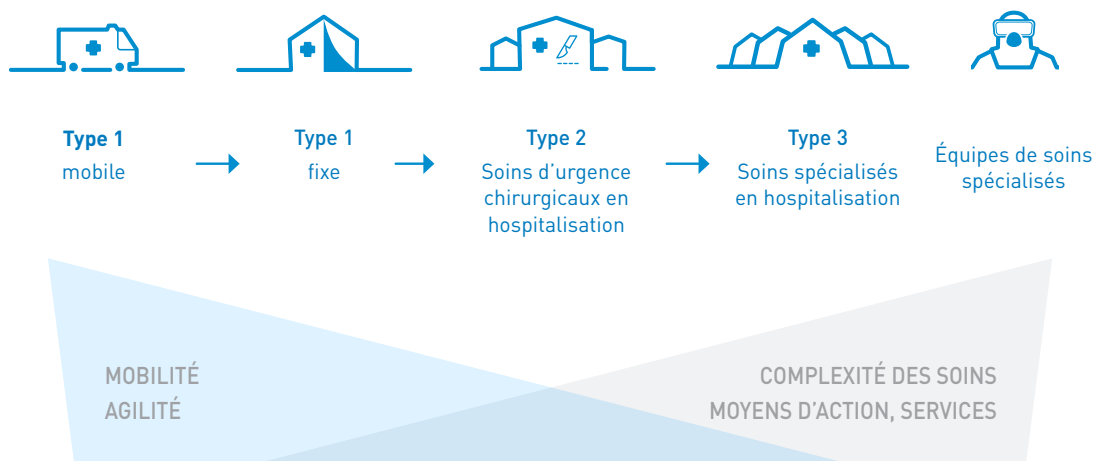 Type 1
mobile
Type 1
fixe
Type 2
Soins d’urgence
chirurgicaux en
hospitalisation
Type 3
Soins spécialisés
en hospitalisation
Équipes de soins
spécialisés
MOBILITÉ
AGILITÉ
COMPLEXITÉ DES SOINS
MOYENS D’ACTION, SERVICES